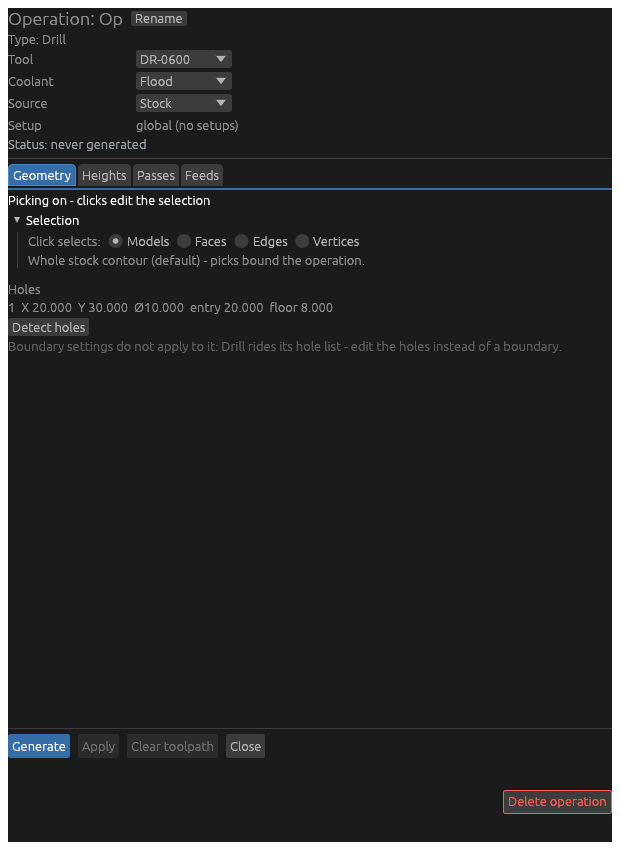 Operation: Op Rename
Type: Drill
Tool DR-0600
Coolant Flood
Source Stock
Setup global (no setups)
Status: never generated
Geometry Heights Passes Feeds
Picking on - clicks edit the selection
Selection
Click selects: Models Faces Edges Vertices
Whole stock contour (default) - picks bound the operation.
Holes
1 X 20.000 Y 30.000 Ø10.000 entry 20.000 floor 8.000
Detect holes
Boundary settings do not apply to it: Drill rides its hole list - edit the holes instead of a boundary.
Generate Apply Clear toolpath Close
Delete operation